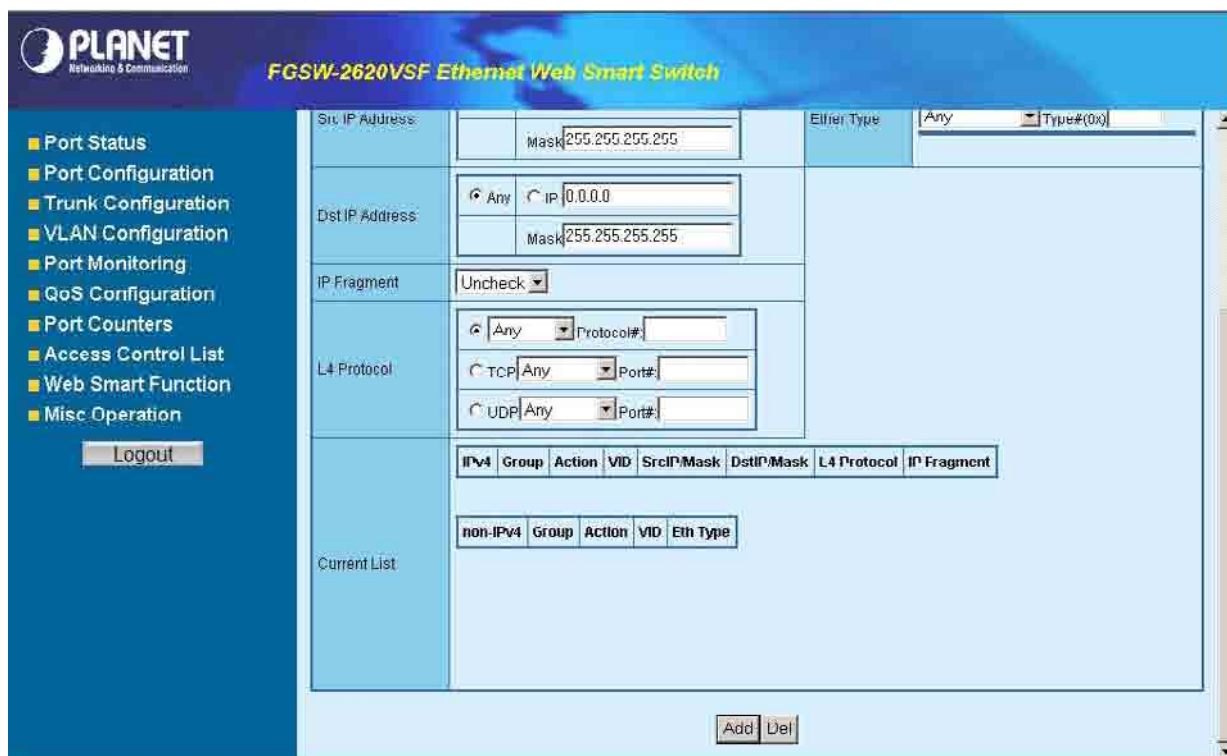 PLANET
Networking & Communication
FGSW-2620VSF Ethernet Web Smart Switch
Port Status
Port Configuration
Trunk Configuration
VLAN Configuration
Port Monitoring
QoS Configuration
Port Counters
Access Control List
Web Smart Function
Misc Operation
Logout
Src IP Address
Mask 255.255.255.255
Ether Type
Any Type#(0x)
Dst IP Address
Any IP 0.0.0.0
Mask 255.255.255.255
IP Fragment
Uncheck
L4 Protocol
Any Protocol#:
TCP Any Port#:
UDP Any Port#:
Current List
IPv4 Group Action VID SrcIP/Mask DstIP/Mask L4 Protocol IP Fragment
non-IPv4 Group Action VID Eth Type
Add Del